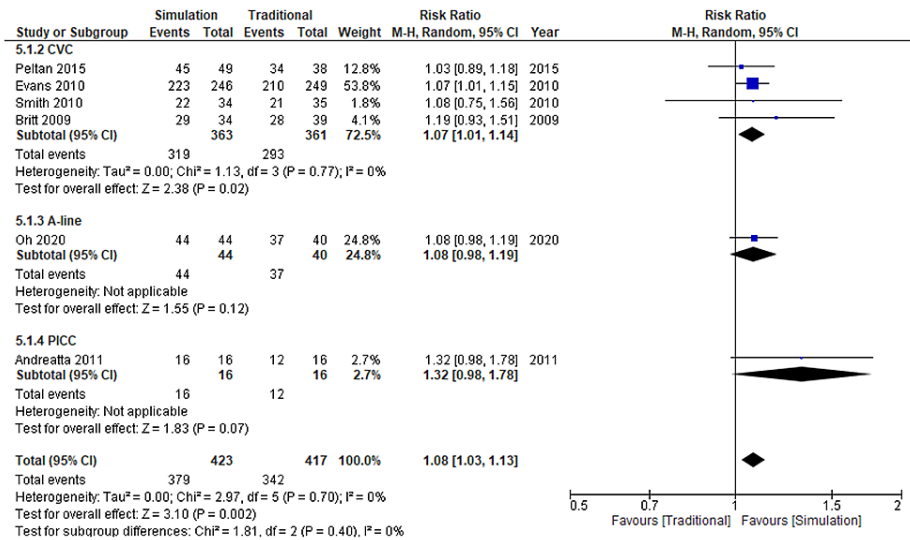 Simulation Traditional Risk Ratio Risk Ratio
Study or Subgroup Events Total Events Total Weight M-H, Random, 95% CI Year M-H, Random, 95% CI
5.1.2 CVC
Peltan 2015 45 49 34 38 12.8% 1.03 [0.89, 1.18] 2015
Evans 2010 223 246 210 249 53.8% 1.07 [1.01, 1.15] 2010
Smith 2010 22 34 21 35 1.8% 1.08 [0.75, 1.56] 2010
Britt 2009 29 34 28 39 4.1% 1.19 [0.93, 1.51] 2009
Subtotal (95% CI) 363 361 72.5% 1.07 [1.01, 1.14]
Total events 319 293
Heterogeneity: Tau² = 0.00; Chi² = 1.13, df = 3 (P = 0.77); I² = 0%
Test for overall effect: Z = 2.38 (P = 0.02)
5.1.3 A-line
Oh 2020 44 44 37 40 24.8% 1.08 [0.98, 1.19] 2020
Subtotal (95% CI) 44 40 24.8% 1.08 [0.98, 1.19]
Total events 44 37
Heterogeneity: Not applicable
Test for overall effect: Z = 1.55 (P = 0.12)
5.1.4 PICC
Andreatta 2011 16 16 12 16 2.7% 1.32 [0.98, 1.78] 2011
Subtotal (95% CI) 16 16 2.7% 1.32 [0.98, 1.78]
Total events 16 12
Heterogeneity: Not applicable
Test for overall effect: Z = 1.83 (P = 0.07)
Total (95% CI) 423 417 100.0% 1.08 [1.03, 1.13]
Total events 379 342
Heterogeneity: Tau² = 0.00; Chi² = 2.97, df = 5 (P = 0.70); I² = 0%
Test for overall effect: Z = 3.10 (P = 0.002)
Test for subgroup differences: Chi² = 1.81, df = 2 (P = 0.40), I² = 0%
0.5 0.7 1 1.5 2
Favours [Traditional] Favours [Simulation]